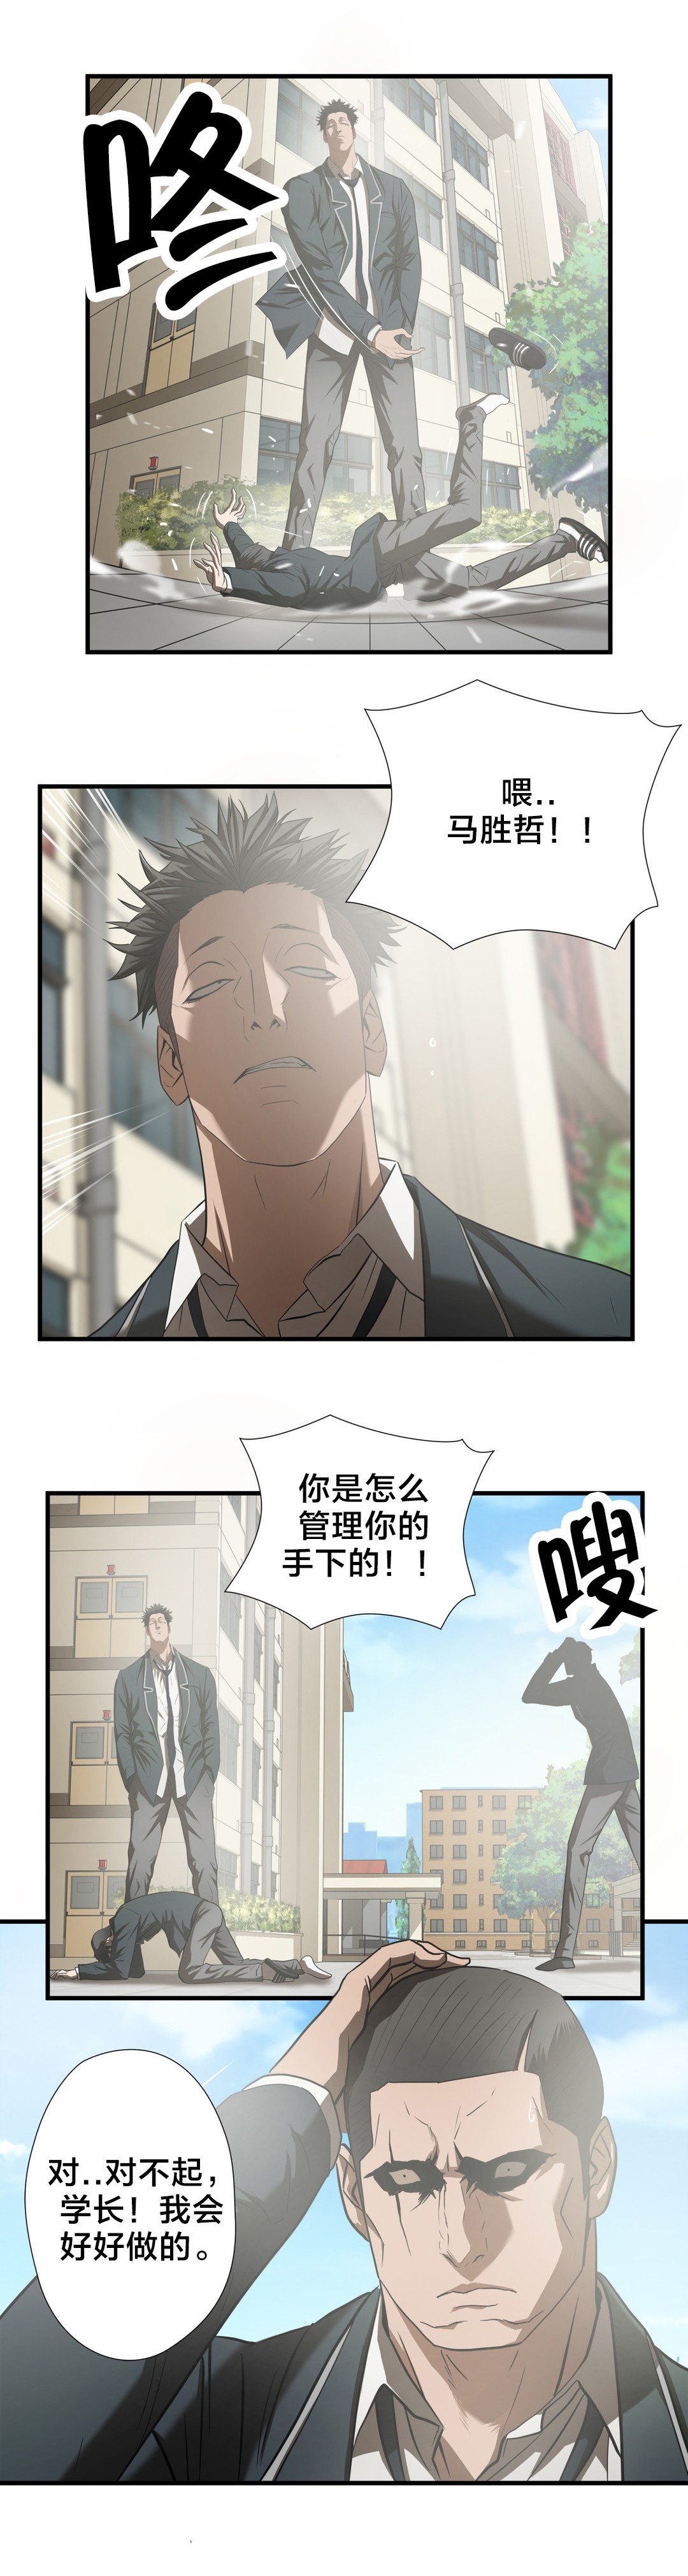 咚
喂..
马胜哲！！
你是怎么
管理你的
手下的！！
嗖
对..对不起，
学长！我会
好好做的。